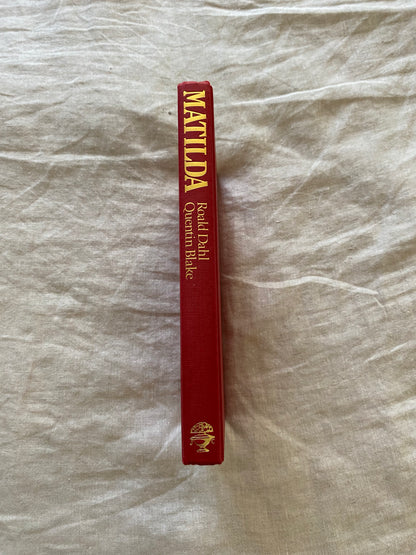 MATILDA
Roald Dahl
Quentin Blake